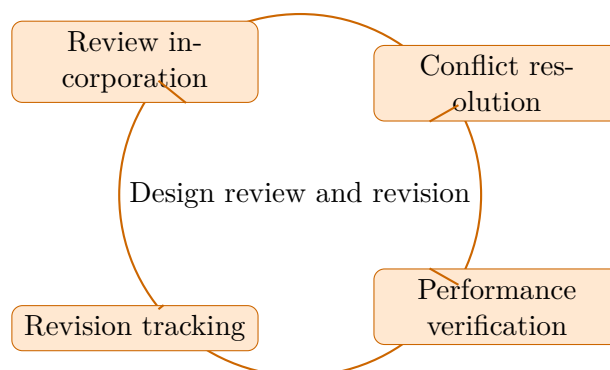 Review in-
corporation
Conflict res-
olution
Design review and revision
Performance
verification
Revision tracking